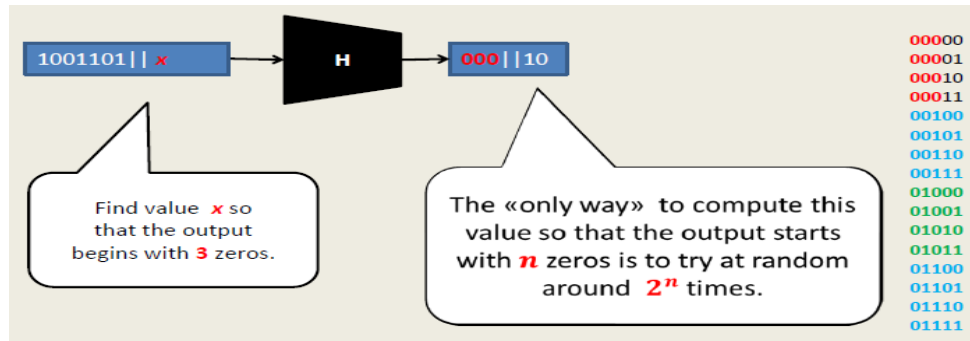 1001101|| x
H
000||10
Find value x so
that the output
begins with 3 zeros.
The «only way» to compute this
value so that the output starts
with n zeros is to try at random
around 2ⁿ times.
00000
00001
00010
00011
00100
00101
00110
00111
01000
01001
01010
01011
01100
01101
01110
01111